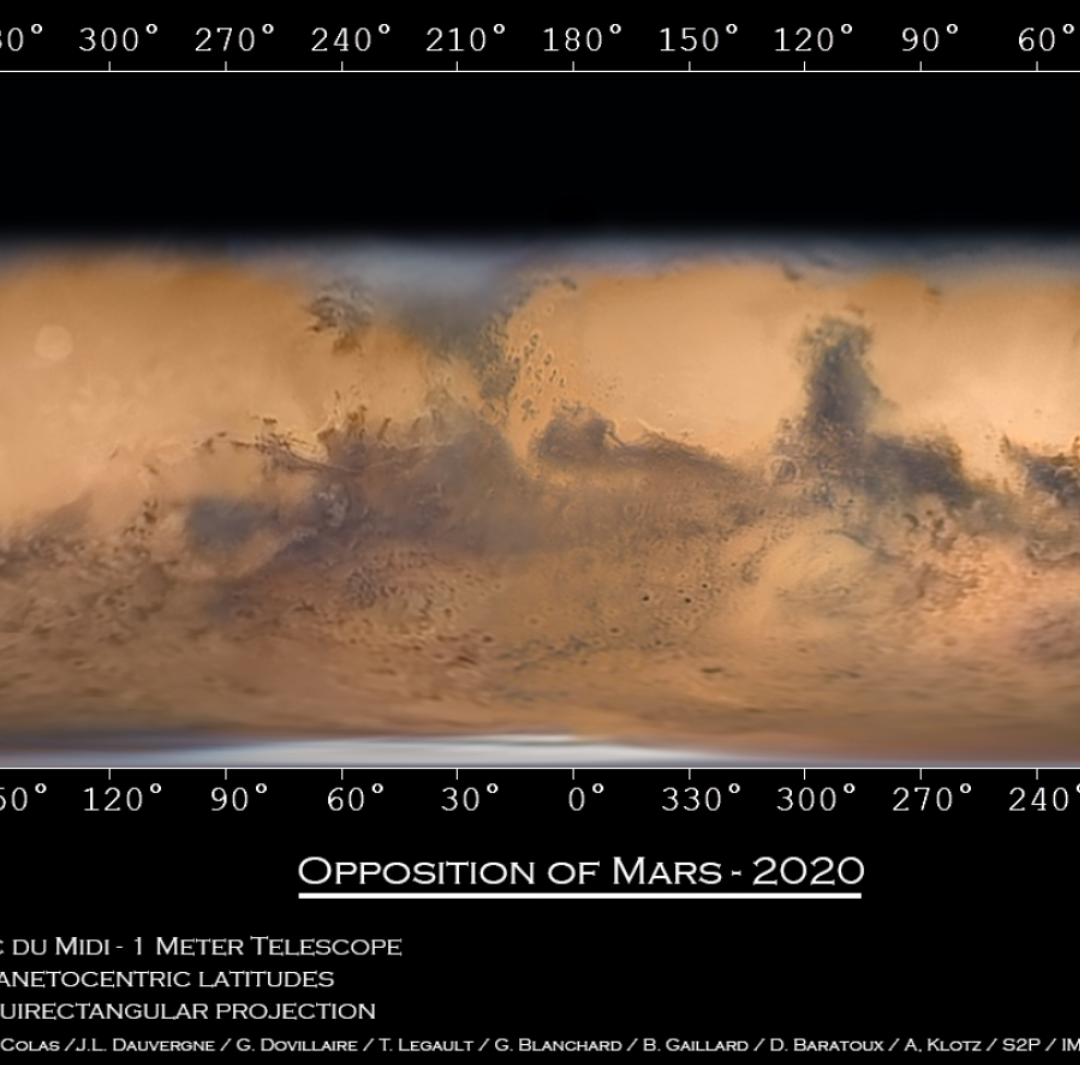 30° 300° 270° 240° 210° 180° 150° 120° 90° 60°
50° 120° 90° 60° 30° 0° 330° 300° 270° 240°
OPPOSITION OF MARS - 2020
C DU MIDI - 1 METER TELESCOPE
ANETOCENTRIC LATITUDES
UIRECTANGULAR PROJECTION
COLAS / J.L. DAUVERGNE / G. DOVILLAIRE / T. LEGAULT / G. BLANCHARD / B. GAILLARD / D. BARATOUX / A. KLOTZ / S2P / IM